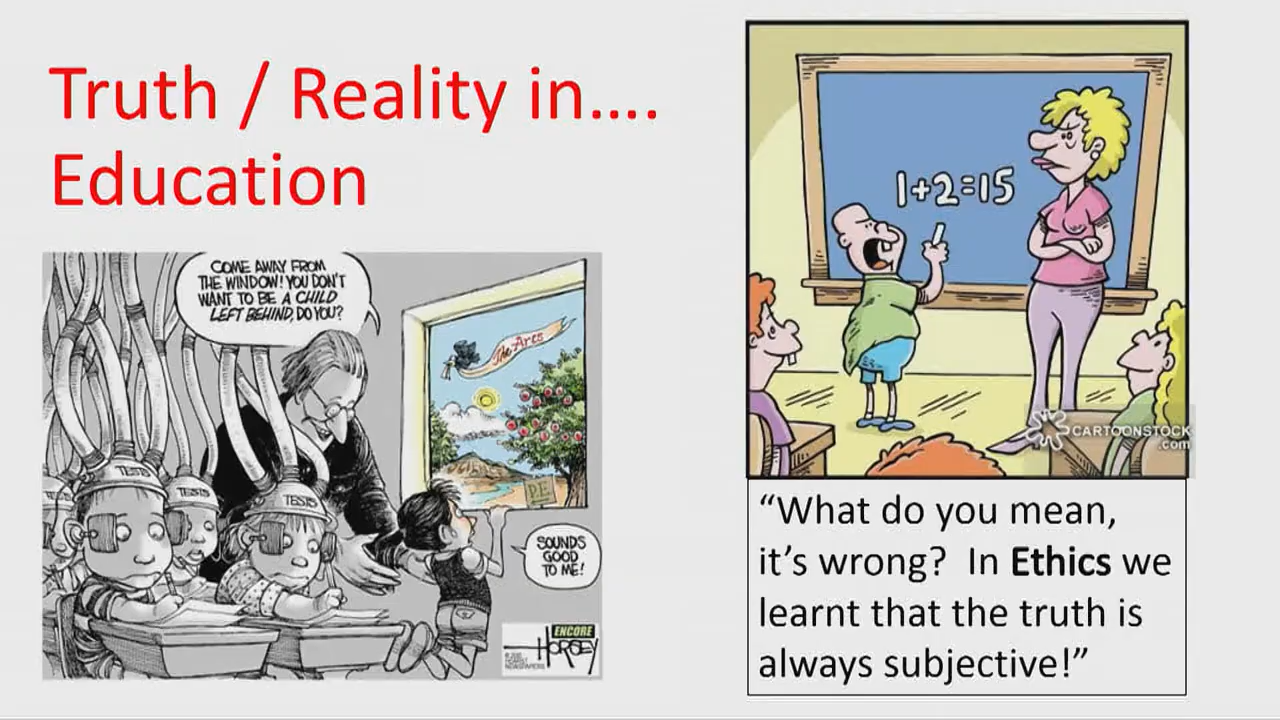 Truth / Reality in....
Education
COME AWAY FROM
THE WINDOW! YOU DON'T
WANT TO BE A CHILD
LEFT BEHIND, DO YOU?
The Arts
TESTS
TESTS
TESTS
P.E.
SOUNDS
GOOD
TO ME!
ENCORE
HORSEY
1+2=15
CARTOONSTOCK
.com
“What do you mean,
it’s wrong?  In Ethics we
learnt that the truth is
always subjective!”